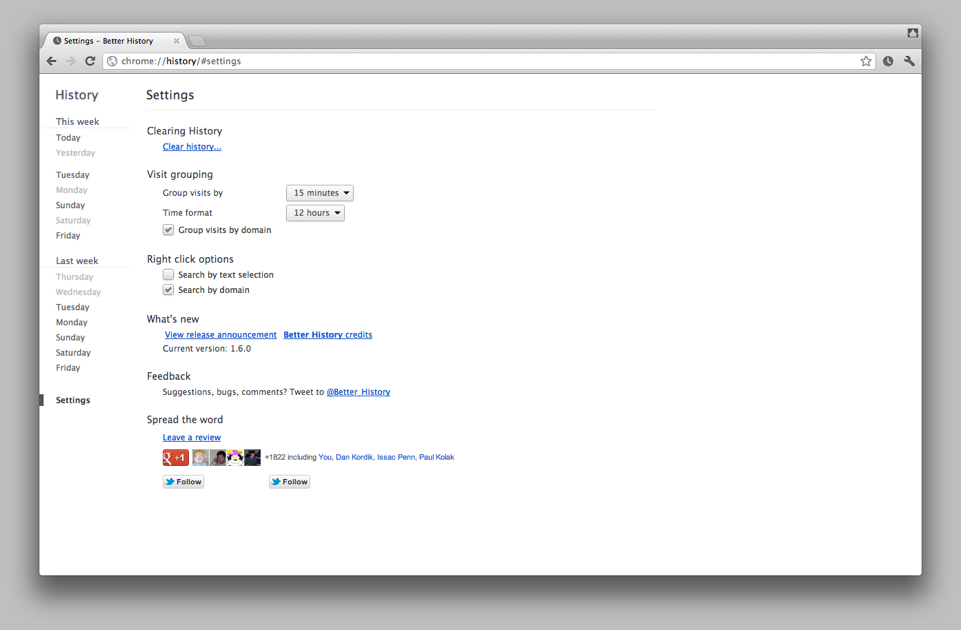 Settings – Better History
chrome://history/#settings
History
This week
Today
Yesterday
Tuesday
Monday
Sunday
Saturday
Friday
Last week
Thursday
Wednesday
Tuesday
Monday
Sunday
Saturday
Friday
Settings
Settings
Clearing History
Clear history...
Visit grouping
Group visits by 15 minutes
Time format 12 hours
Group visits by domain
Right click options
Search by text selection
Search by domain
What's new
View release announcement Better History credits
Current version: 1.6.0
Feedback
Suggestions, bugs, comments? Tweet to @Better_History
Spread the word
Leave a review
g +1 +1822 including You, Dan Kordik, Issac Penn, Paul Kolak
Follow Follow